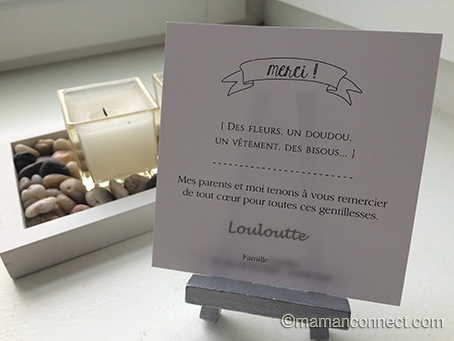 merci !
[ Des fleurs, un doudou,
un vêtement, des bisous... ]
Mes parents et moi tenons à vous remercier
de tout cœur pour toutes ces gentillesses.
Louloutte
Famille
©mamanconnect.com